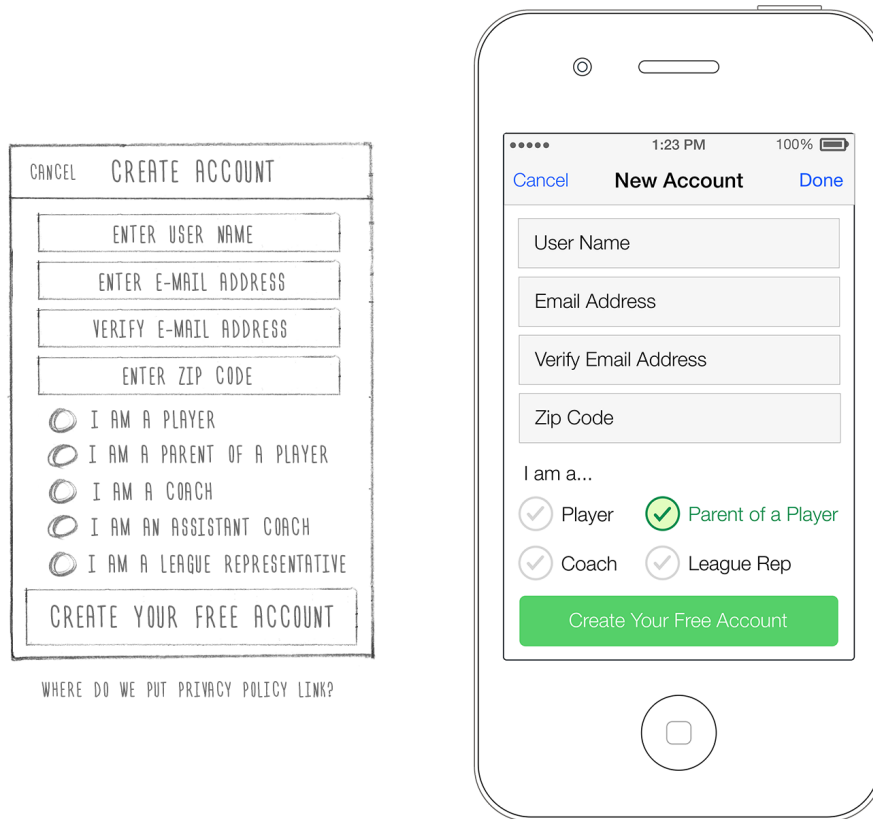 CANCEL CREATE ACCOUNT
ENTER USER NAME
ENTER E-MAIL ADDRESS
VERIFY E-MAIL ADDRESS
ENTER ZIP CODE
I AM A PLAYER
I AM A PARENT OF A PLAYER
I AM A COACH
I AM AN ASSISTANT COACH
I AM A LEAGUE REPRESENTATIVE
CREATE YOUR FREE ACCOUNT
WHERE DO WE PUT PRIVACY POLICY LINK?
1:23 PM 100%
Cancel New Account Done
User Name
Email Address
Verify Email Address
Zip Code
I am a...
Player Parent of a Player
Coach League Rep
Create Your Free Account